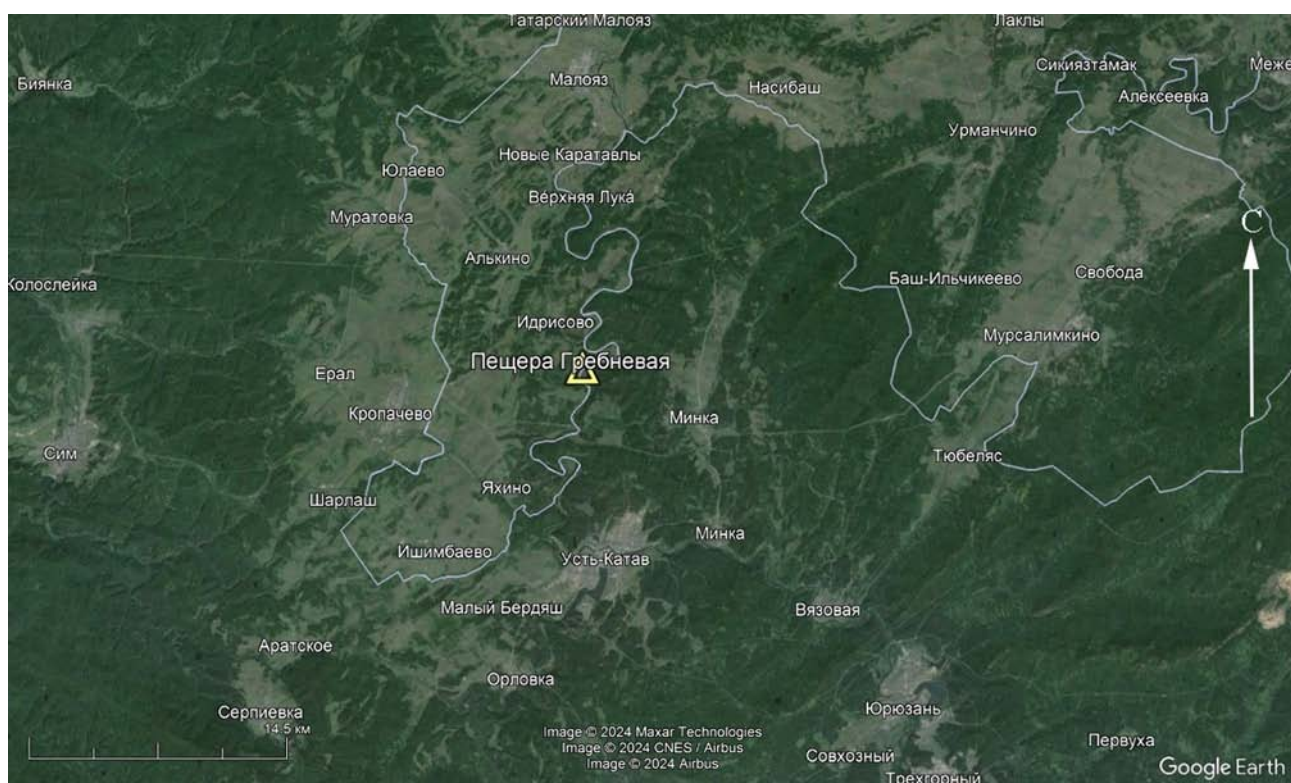 Татарский Малояз
Лаклы
Сикиязтамак
Меже
Биянка
Малояз
Насибаш
Алексеевка
Урманчино
Новые Каратавлы
Юлаево
Верхняя Лука
Муратовка
С
Алькино
Свобода
Баш-Ильчикеево
Колослейка
Идрисово
Мурсалимкино
Пещера Гребневая
Ерал
Кропачево
Минка
Сим
Тюбеляс
Яхино
Шарлаш
Минка
Ишимбаево
Усть-Катав
Малый Бердяш
Вязовая
Аратское
Орловка
Юрюзань
Серпиевка
14.5 км
Image © 2024 Maxar Technologies
Image © 2024 CNES / Airbus
Image © 2024 Airbus
Первуха
Совхозный
Трехгорный
Google Earth